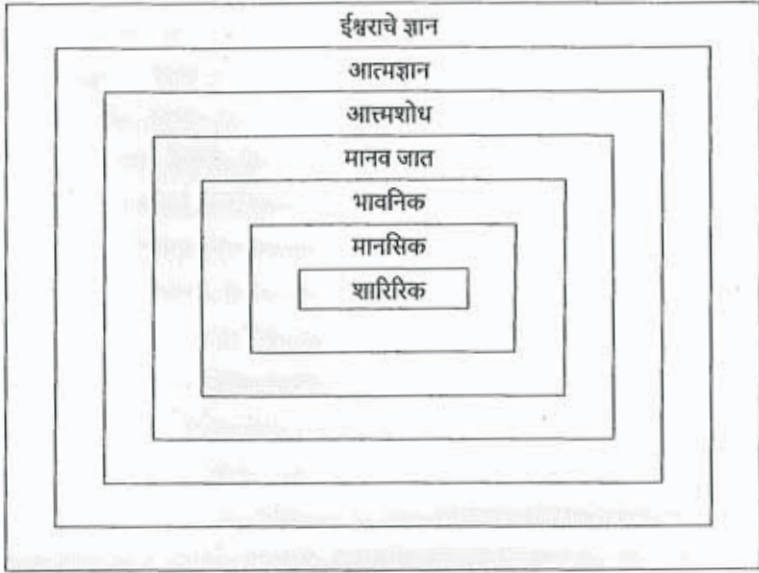 ईश्वराचे ज्ञान
आत्मज्ञान
आत्मशोध
मानव जात
भावनिक
मानसिक
शारिरिक